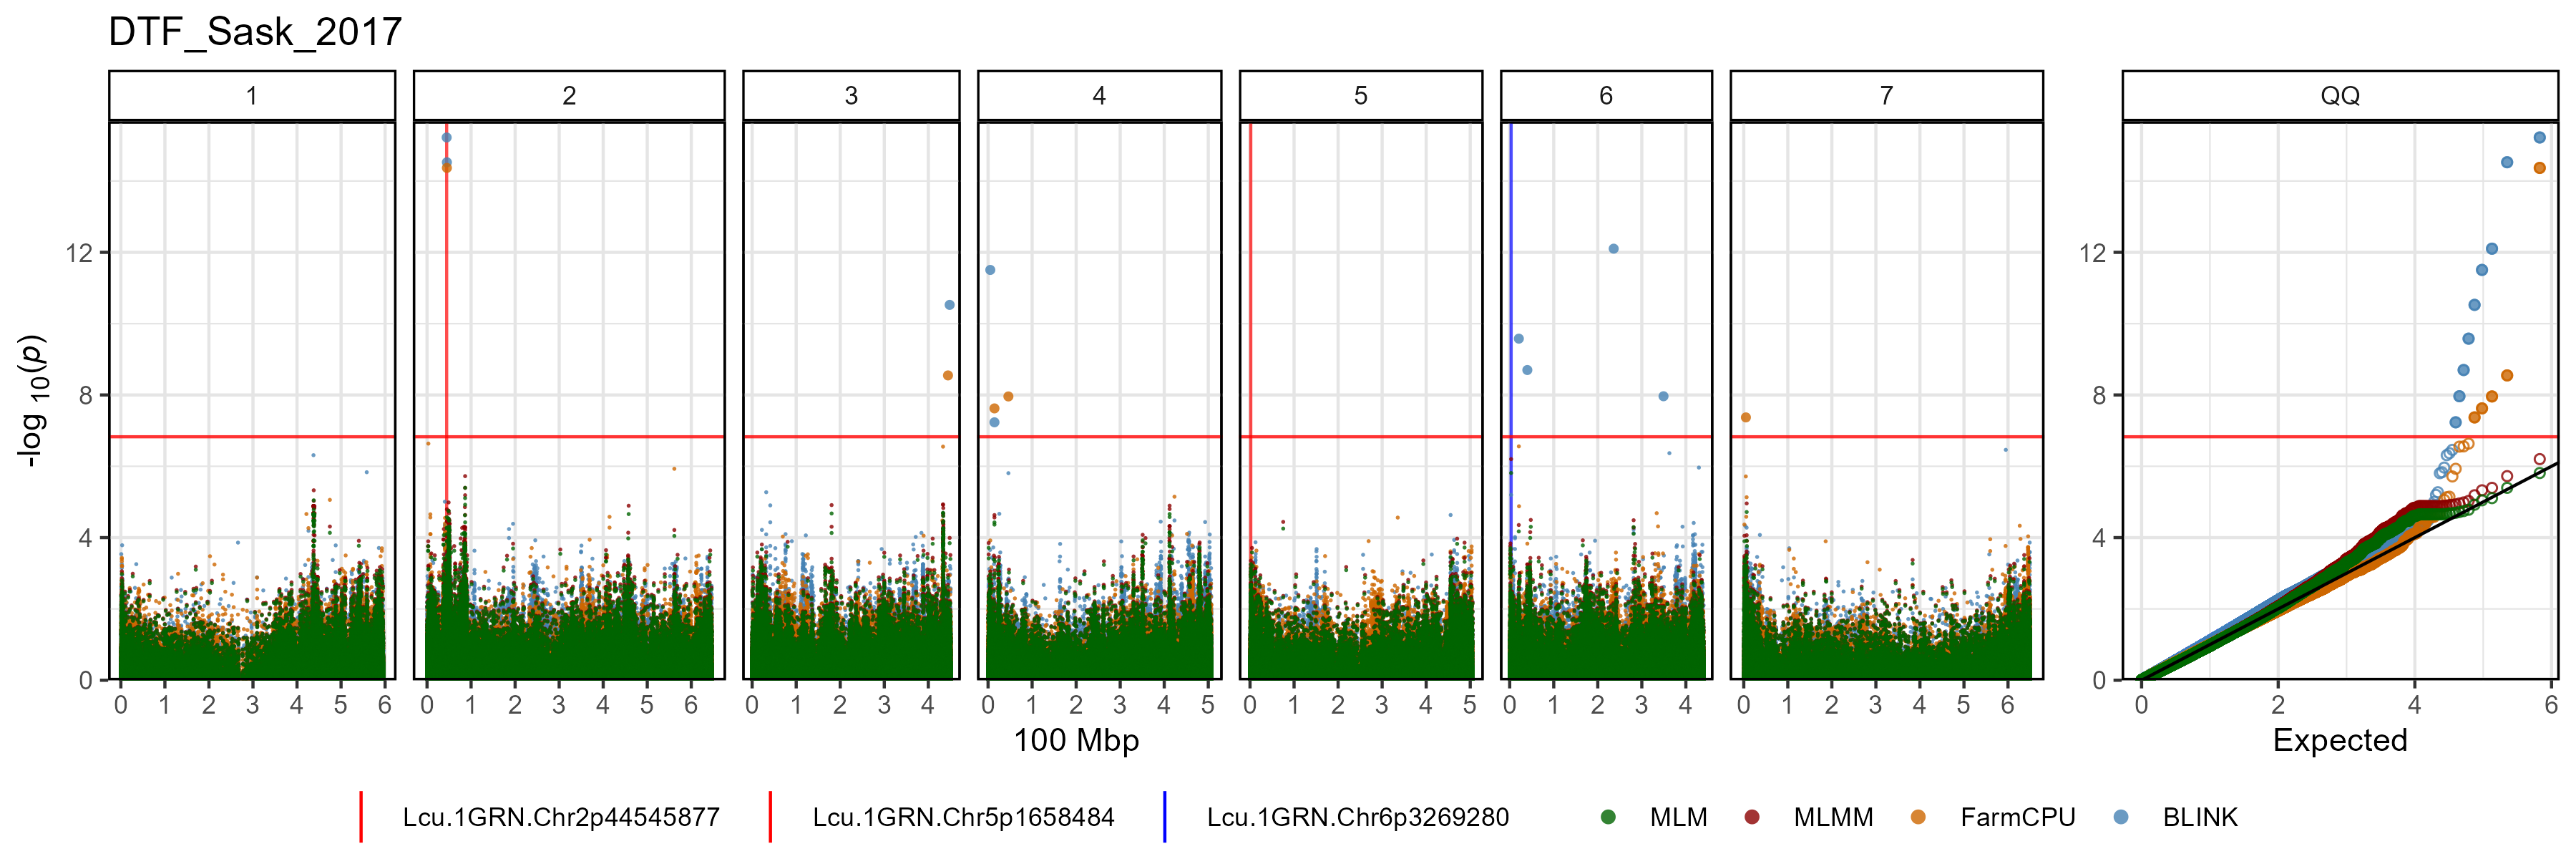 DTF_Sask_2017
1 2 3 4 5 6 7 QQ
-log 10(p)
12 12
8 8
4 4
0 0
0 1 2 3 4 5 6 0 1 2 3 4 5 6 0 1 2 3 4 0 1 2 3 4 5 0 1 2 3 4 5 0 1 2 3 4 0 1 2 3 4 5 6 0 2 4 6
100 Mbp Expected
Lcu.1GRN.Chr2p44545877 Lcu.1GRN.Chr5p1658484 Lcu.1GRN.Chr6p3269280 MLM MLMM FarmCPU BLINK